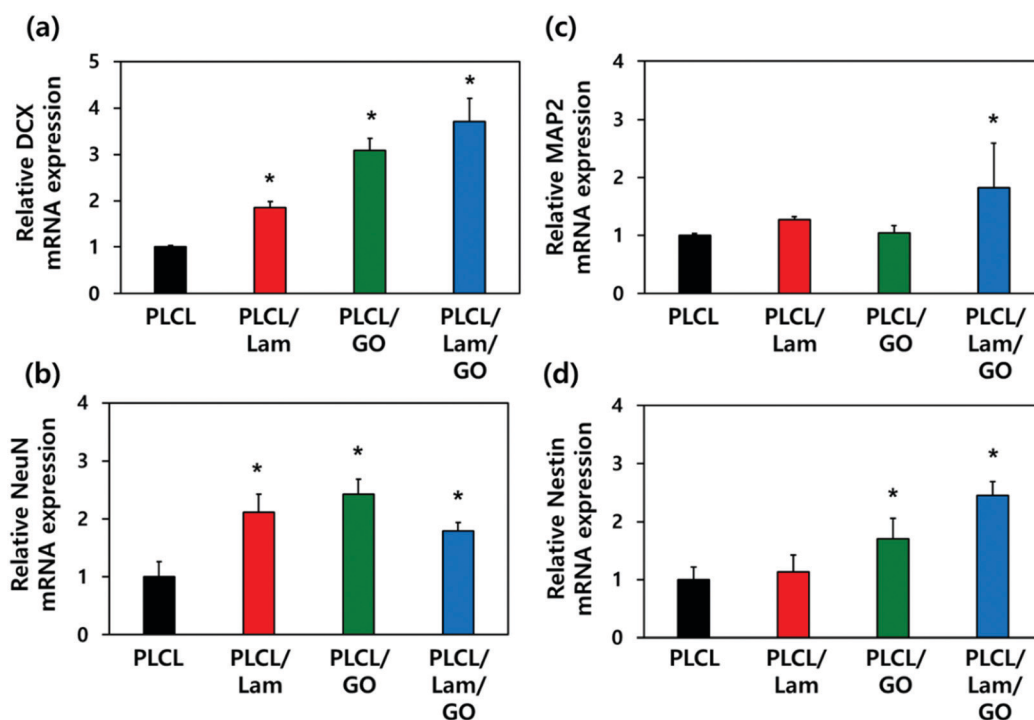 (a)
Relative DCX
mRNA expression
5
4
3
2
1
0
*
*
*
PLCL
PLCL/
Lam
PLCL/
GO
PLCL/
Lam/
GO
(b)
Relative NeuN
mRNA expression
4
3
2
1
0
*
*
*
PLCL
PLCL/
Lam
PLCL/
GO
PLCL/
Lam/
GO
(c)
Relative MAP2
mRNA expression
4
3
2
1
0
*
PLCL
PLCL/
Lam
PLCL/
GO
PLCL/
Lam/
GO
(d)
Relative Nestin
mRNA expression
4
3
2
1
0
*
*
PLCL
PLCL/
Lam
PLCL/
GO
PLCL/
Lam/
GO